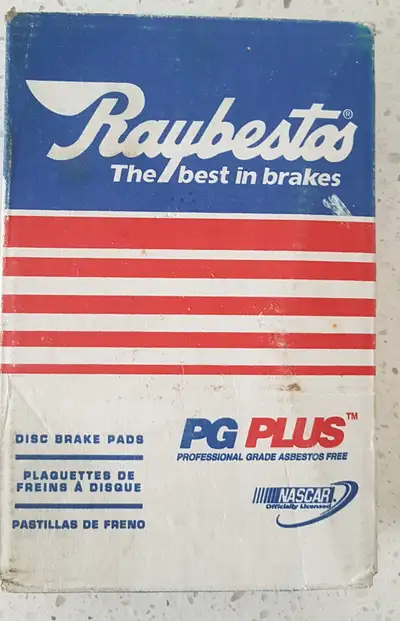 Raybestos®
The best in brakes
DISC BRAKE PADS
PLAQUETTES DE
FREINS À DISQUE
PASTILLAS DE FRENO
PG PLUS™
PROFESSIONAL GRADE ASBESTOS FREE
NASCAR
Officially Licensed